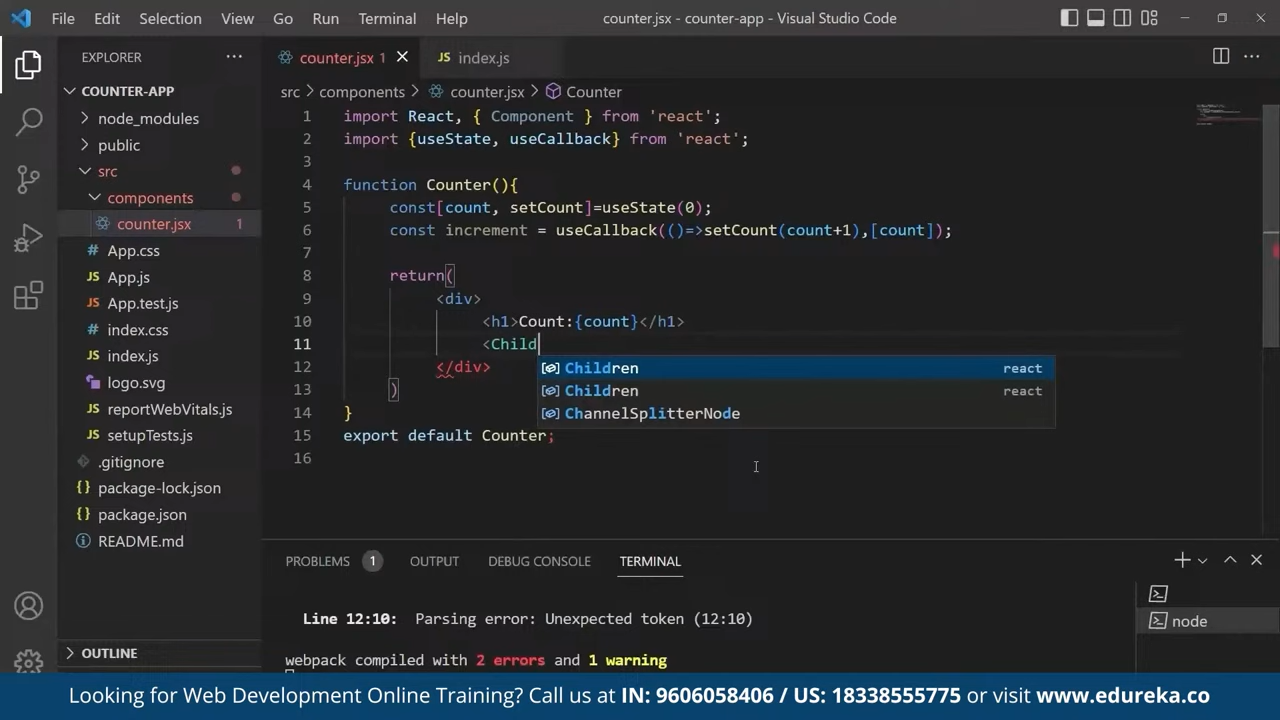 File Edit Selection View Go Run Terminal Help counter.jsx - counter-app - Visual Studio Code
EXPLORER ···
counter.jsx 1
JS index.js
COUNTER-APP
node_modules
public
src
components
counter.jsx 1
App.css
JS App.js
JS App.test.js
index.css
JS index.js
logo.svg
JS reportWebVitals.js
JS setupTests.js
.gitignore
package-lock.json
package.json
README.md
OUTLINE
src > components > counter.jsx > Counter
1 import React, { Component } from 'react';
2 import {useState, useCallback} from 'react';
3
4 function Counter(){
5 const[count, setCount]=useState(0);
6 const increment = useCallback(()=>setCount(count+1),[count]);
7
8 return(
9 <div>
10 <h1>Count:{count}</h1>
11 <Child
12 </div>
13 )
14 }
15 export default Counter;
16
Children react
Children react
ChannelSplitterNode
PROBLEMS 1 OUTPUT DEBUG CONSOLE TERMINAL
Line 12:10: Parsing error: Unexpected token (12:10)
webpack compiled with 2 errors and 1 warning
node
Looking for Web Development Online Training? Call us at IN: 9606058406 / US: 18338555775 or visit www.edureka.co